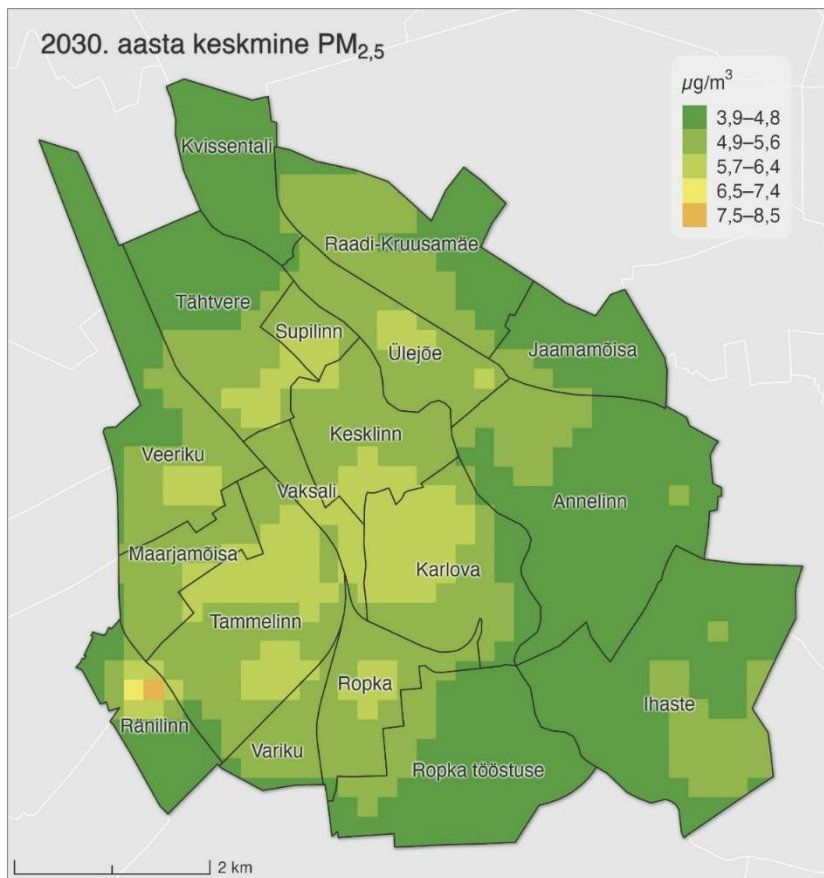 2030. aasta keskmine PM2,5
µg/m³
3,9–4,8
4,9–5,6
5,7–6,4
6,5–7,4
7,5–8,5
Kvissentali
Raadi-Kruusamäe
Tähtvere
Supilinn
Ülejõe
Jaamamõisa
Kesklinn
Veeriku
Vaksali
Annelinn
Maarjamõisa
Karlova
Tammelinn
Ropka
Ihaste
Ränilinn
Variku
Ropka tööstuse
2 km